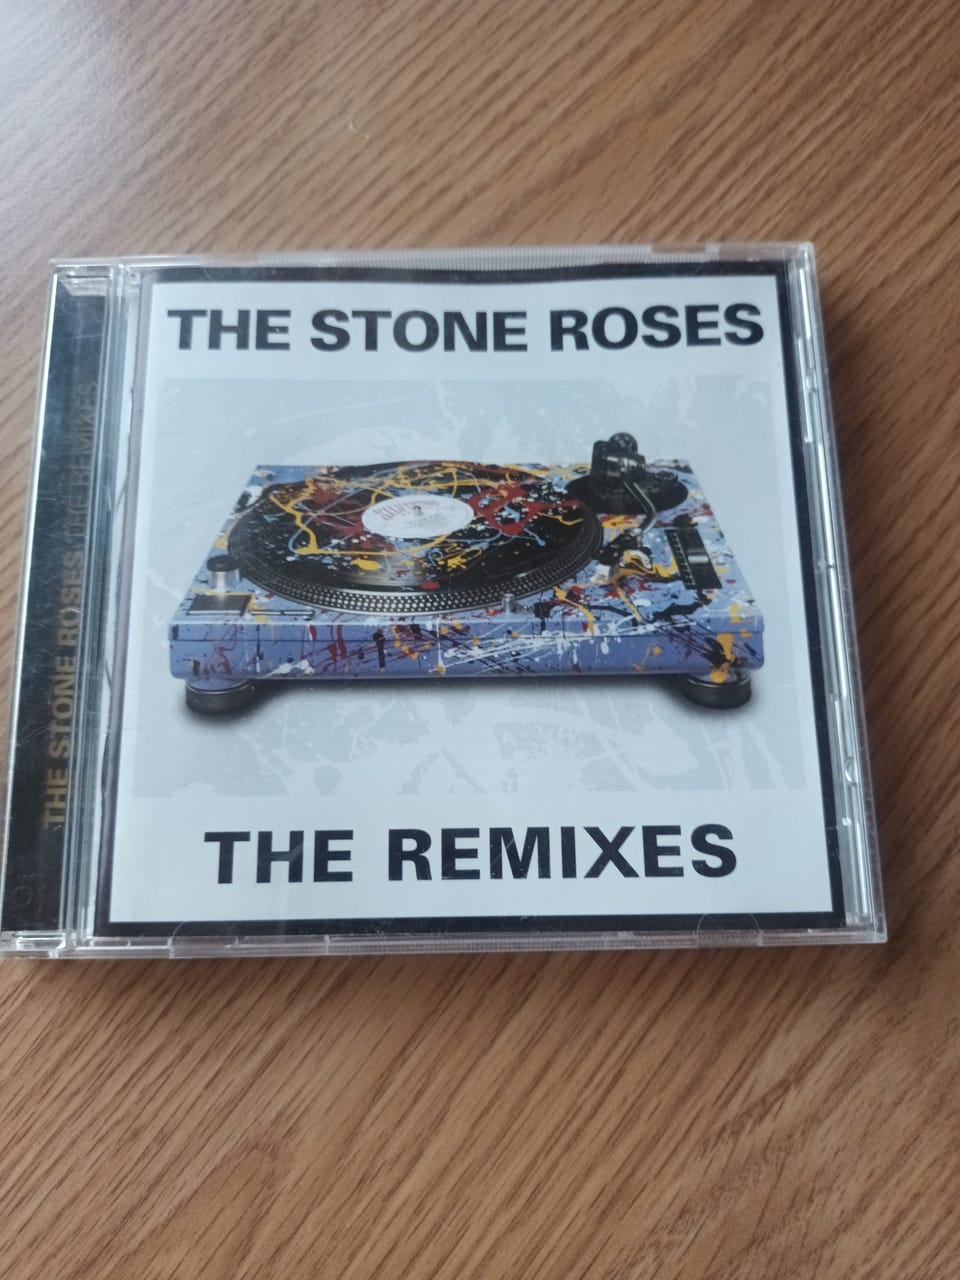 THE STONE ROSES
THE REMIXES
THE STONE ROSES THE REMIXES